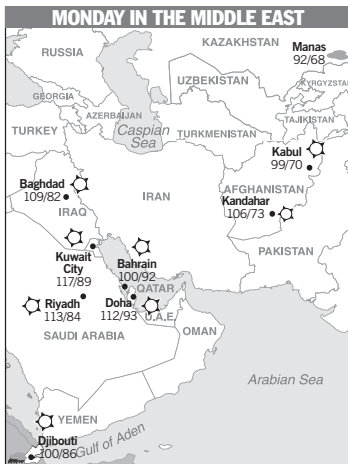 MONDAY IN THE MIDDLE EAST
RUSSIA
KAZAKHSTAN
Manas
92/68
UZBEKISTAN
KYRGYZSTAN
GEORGIA
AZERBAIJAN
TAJIKISTAN
TURKEY
Caspian
Sea
TURKMENISTAN
Kabul
99/70
Baghdad
109/82
IRAQ
IRAN
AFGHANISTAN
Kandahar
106/73
Kuwait
City
117/89
Bahrain
100/92
PAKISTAN
QATAR
Riyadh
113/84
Doha
112/93
U.A.E.
SAUDI ARABIA
OMAN
Arabian Sea
YEMEN
Djibouti
100/86
Gulf of Aden